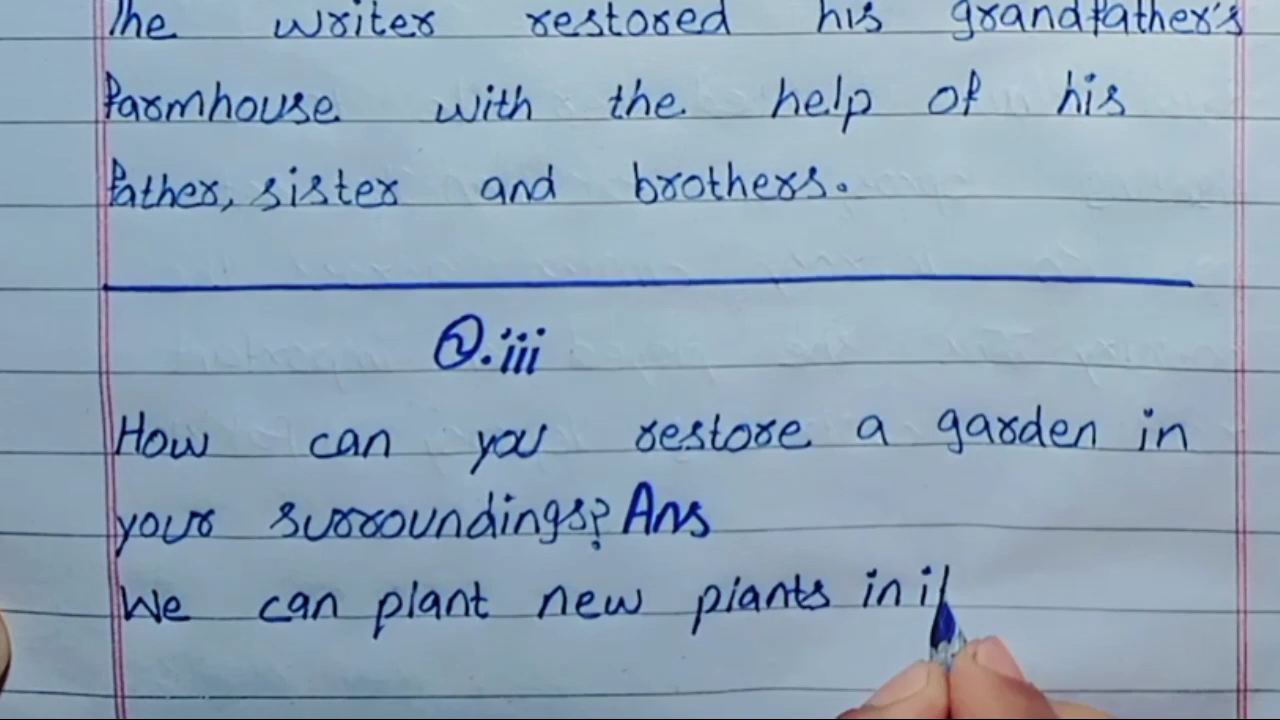 The writer restored his grandfather's
farmhouse with the help of his
father, sister and brothers.
Q.iii
How can you restore a garden in
your surroundings? Ans
We can plant new plants in it